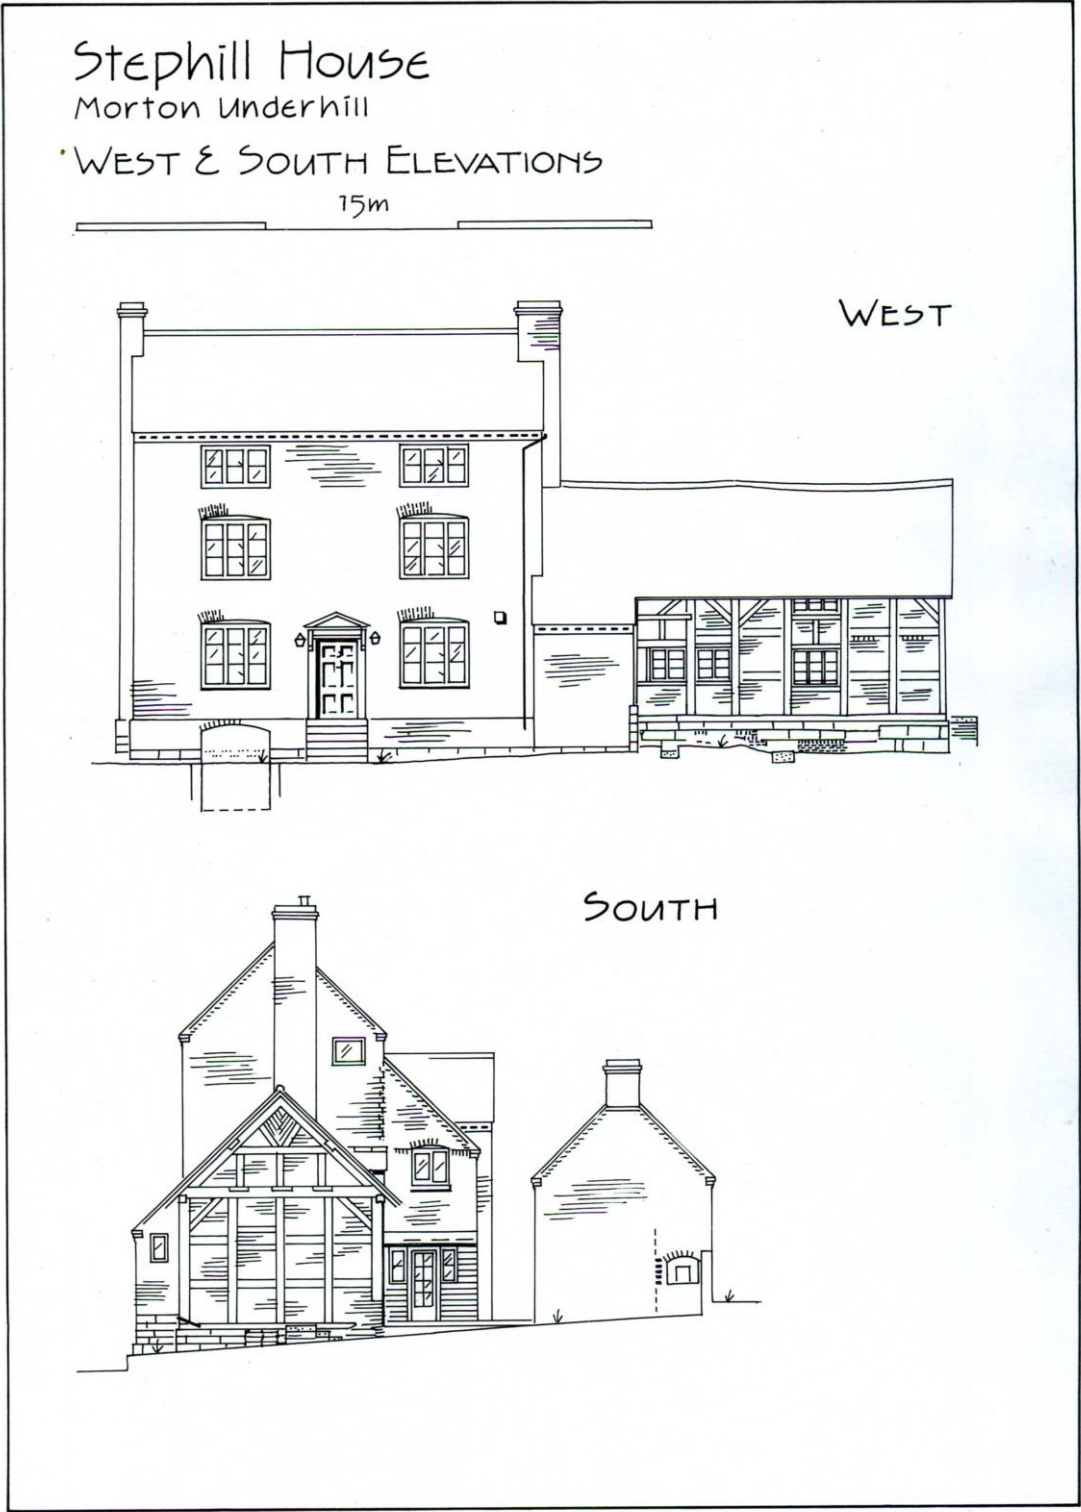 Stephill House
Morton Underhill
WEST & SOUTH ELEVATIONS
15m
WEST
SOUTH